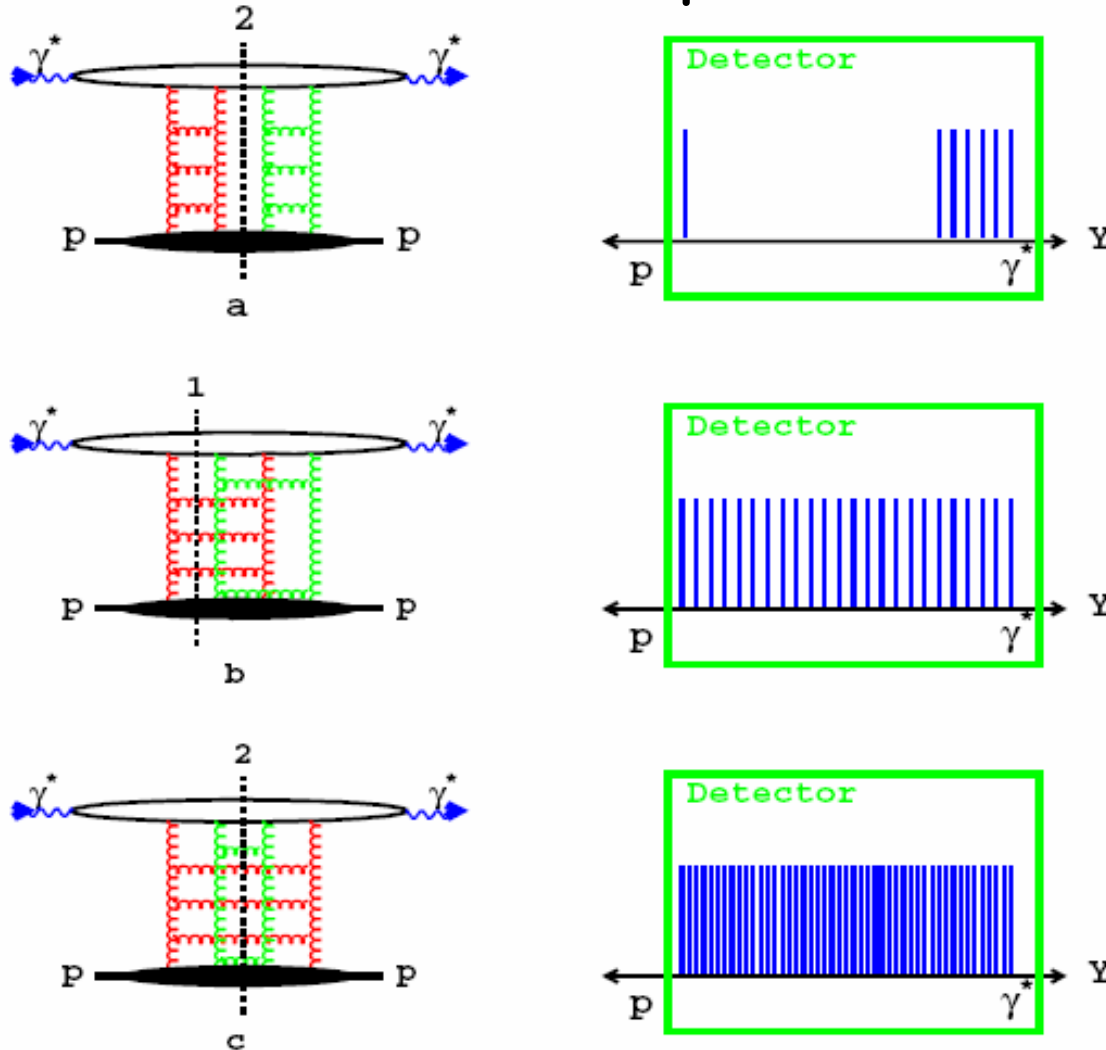 2
γ* γ*
Detector
p p
Y
p γ*
a
1
γ* γ*
Detector
p p
Y
p γ*
b
2
γ* γ*
Detector
p p
Y
p γ*
c